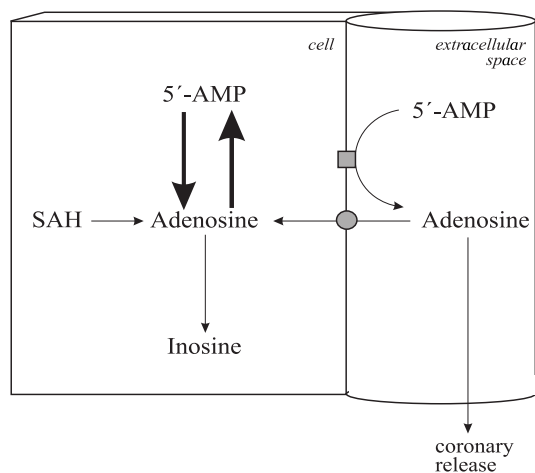 cell
extracellular
space
5´-AMP
5´-AMP
SAH
Adenosine
Adenosine
Inosine
coronary
release